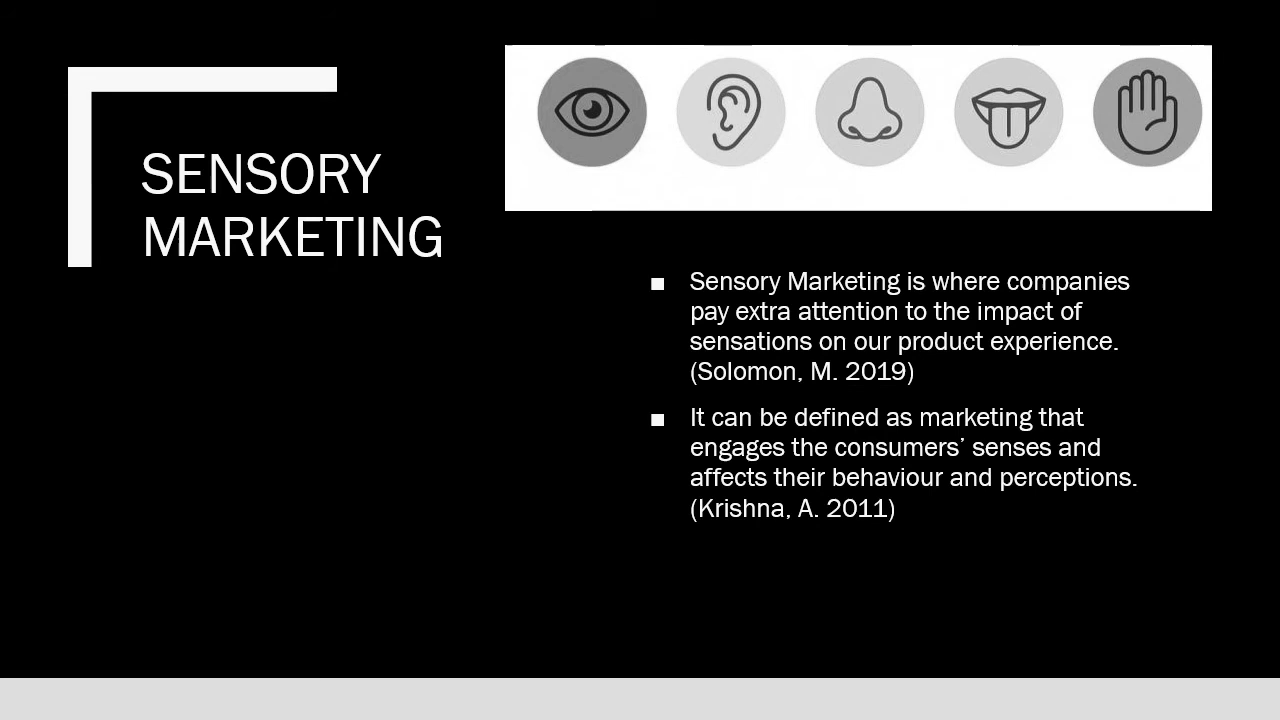 SENSORY
MARKETING
■ Sensory Marketing is where companies
pay extra attention to the impact of
sensations on our product experience.
(Solomon, M. 2019)
■ It can be defined as marketing that
engages the consumers’ senses and
affects their behaviour and perceptions.
(Krishna, A. 2011)